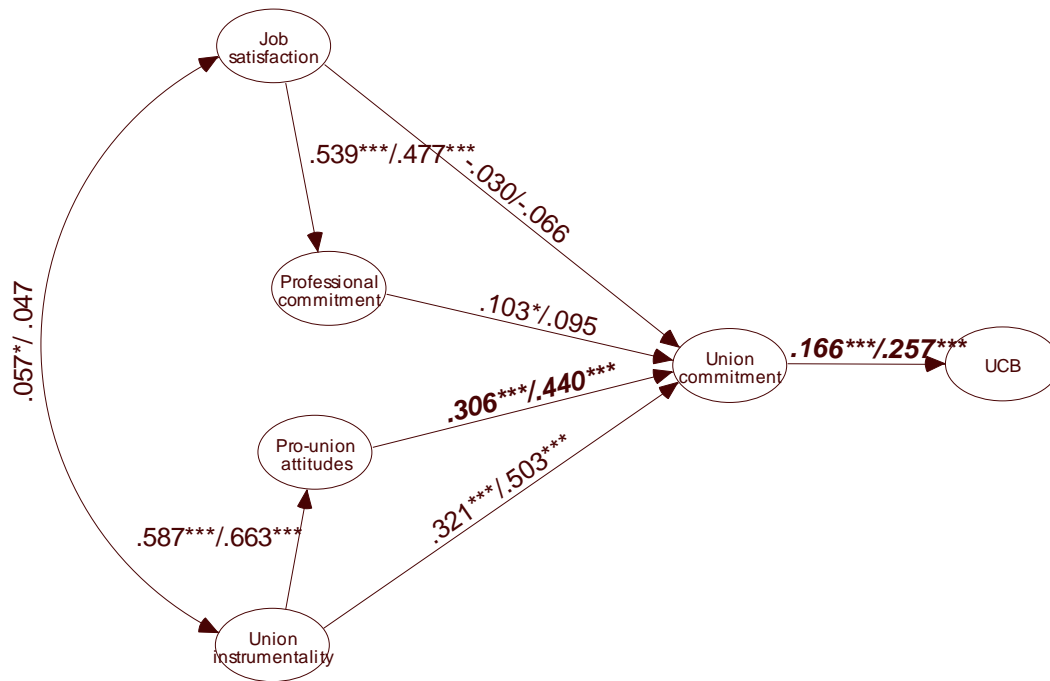 Job
satisfaction
.539***/.477***
-.030/-.066
.057*/ .047
Professional
commitment
.103*/.095
Union
commitment
.166***/.257***
UCB
.306***/.440***
Pro-union
attitudes
.321***/.503***
.587***/.663***
Union
instrumentality